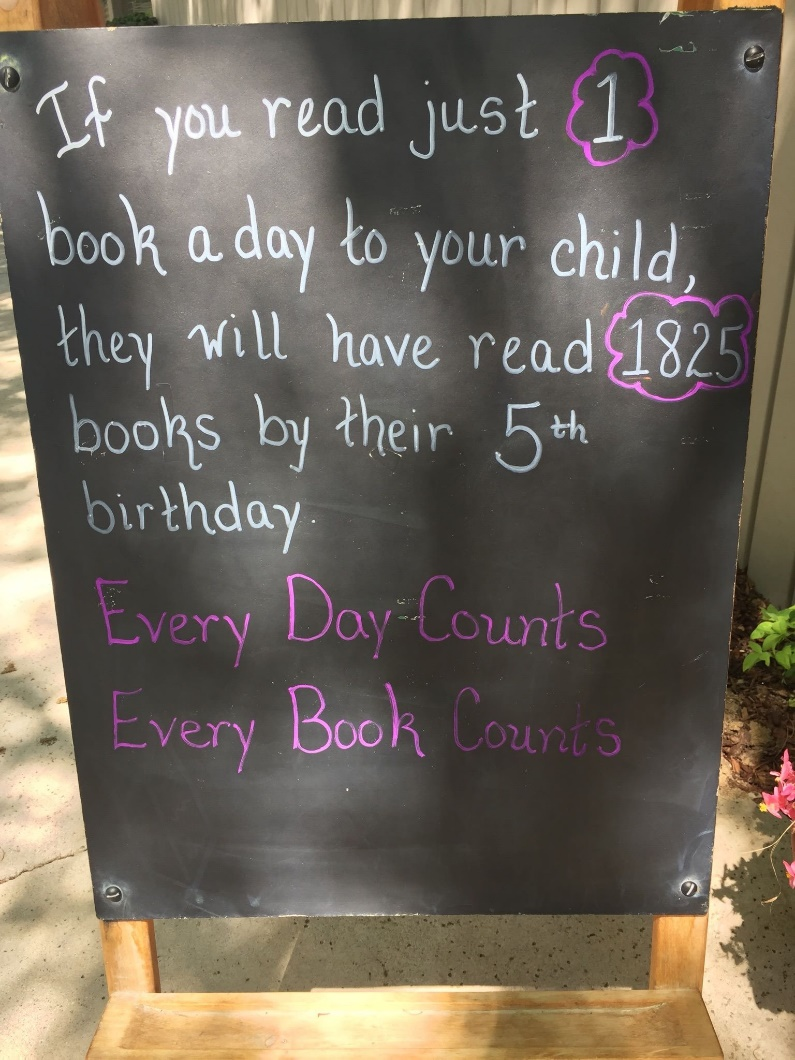 If you read just 1
book a day to your child,
they will have read 1825
books by their 5th
birthday.
Every Day Counts
Every Book Counts